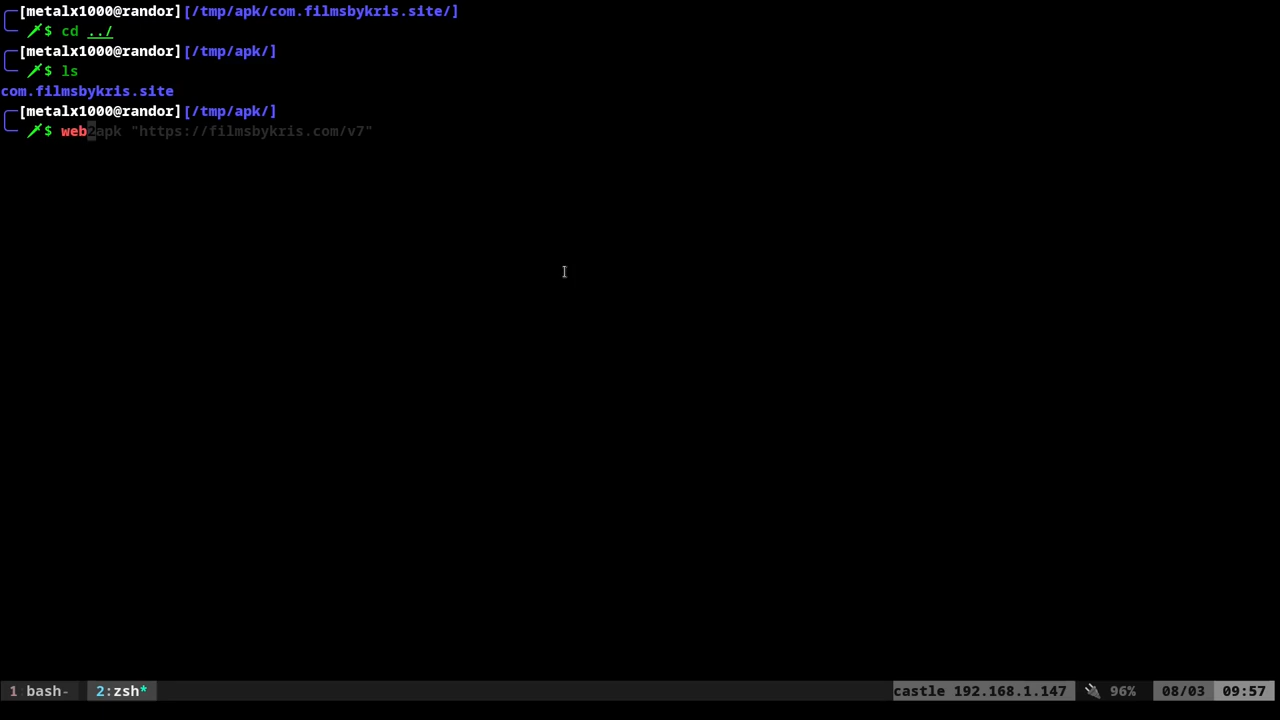 [metalx1000@randor][/tmp/apk/com.filmsbykris.site/]
$ cd ../
[metalx1000@randor][/tmp/apk/]
$ ls
com.filmsbykris.site
[metalx1000@randor][/tmp/apk/]
$ web2apk "https://filmsbykris.com/v7"
1 bash- 2:zsh* castle 192.168.1.147 96% 08/03 09:57